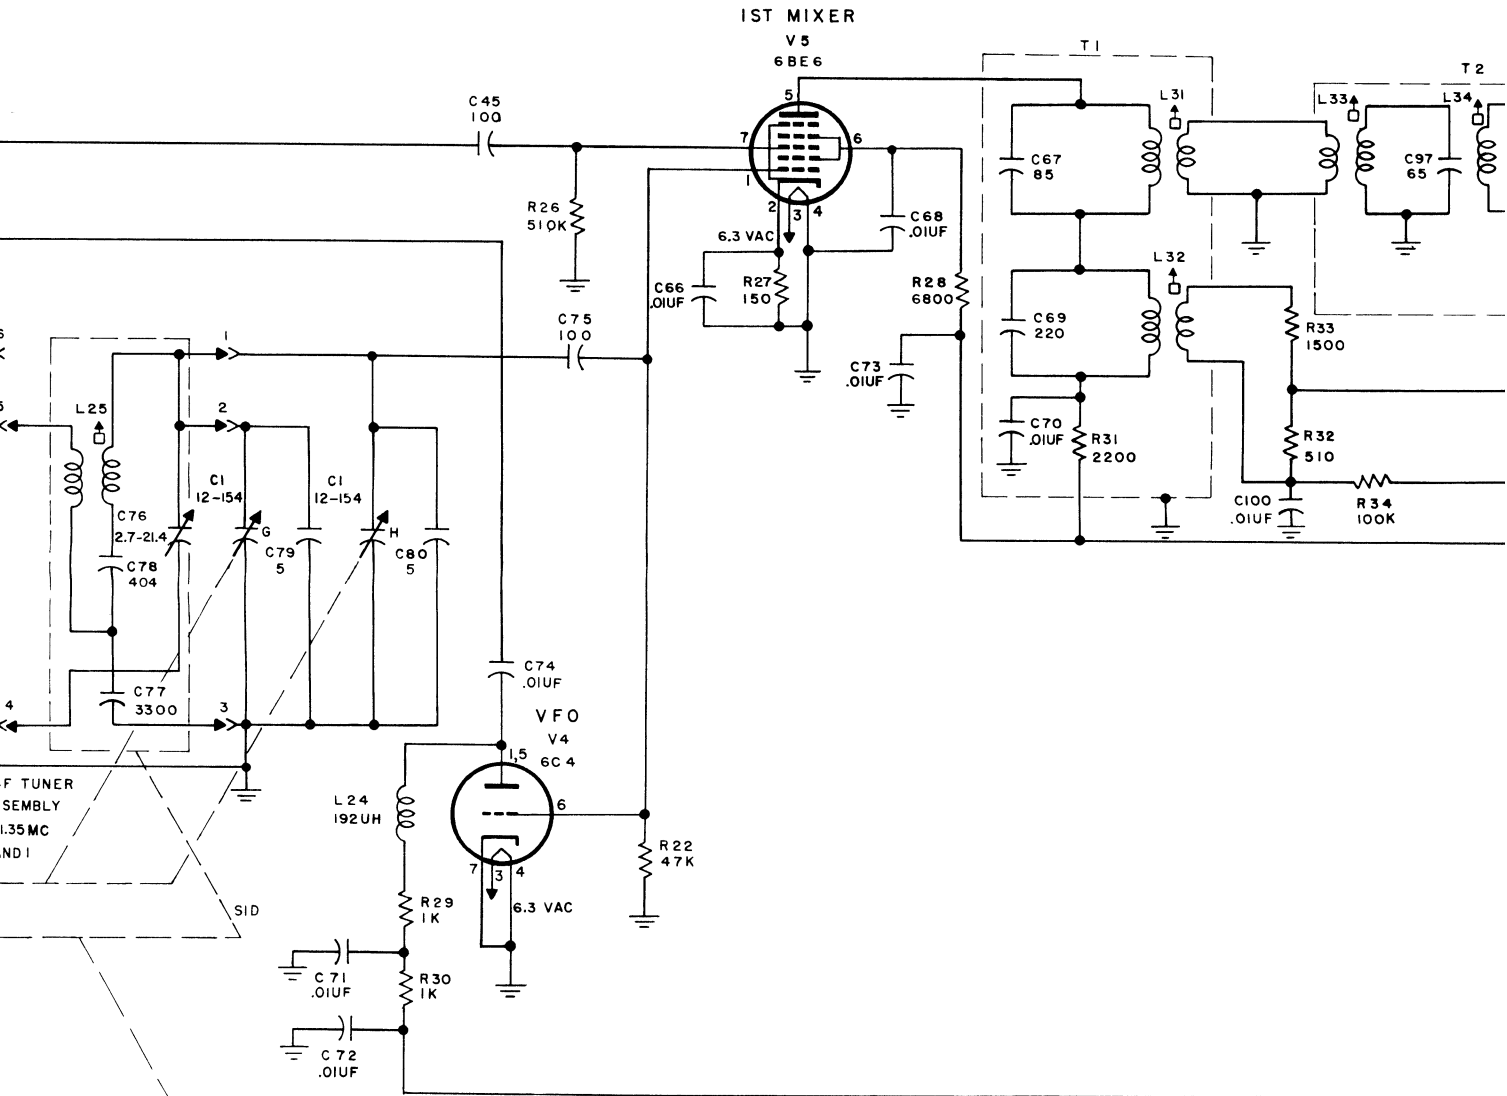 1ST MIXER
V5
6BE6
T1
T2
C45
100
5
7
6
1
2
3
4
L31
L33
L34
C67
85
C97
65
R26
510K
C68
.01UF
6.3 VAC
C66
.01UF
R27
150
R28
6800
L32
C69
220
R33
1500
C75
100
C73
.01UF
6
1
5
L25
2
C70
.01UF
R31
2200
R32
510
C1
12-154
C1
12-154
C100
.01UF
R34
100K
C76
2.7-21.4
G
H
C79
5
C80
5
C78
404
C74
.01UF
C77
3300
4
3
VFO
V4
6C4
1,5
-F TUNER
SEMBLY
1.35MC
AND I
L24
192UH
6
7
3
4
R22
47K
6.3 VAC
R29
1K
S1D
C71
.01UF
R30
1K
C72
.01UF